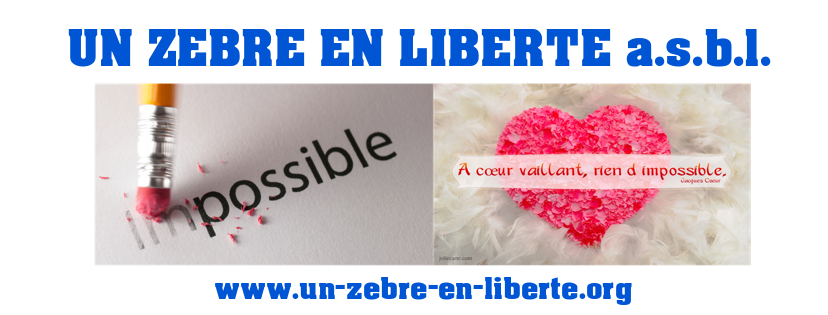 UN ZEBRE EN LIBERTE a.s.b.l.
impossible
A cœur vaillant, rien d impossible.
Jacques Cœur
www.un-zebre-en-liberte.org